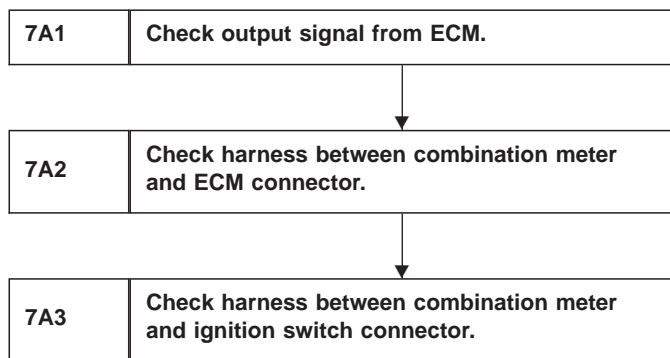 7A1 Check output signal from ECM.
7A2 Check harness between combination meter
and ECM connector.
7A3 Check harness between combination meter
and ignition switch connector.